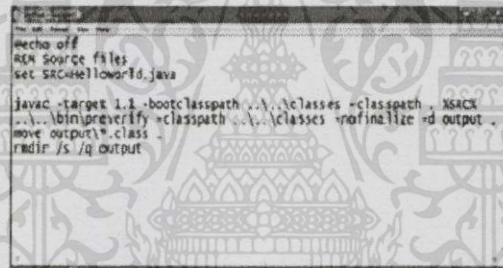 @echo off
REM Source files
set SRC=Helloworld.java

javac -target 1.1 -bootclasspath ..\..\classes -classpath . %SRC%
..\..\bin\preverify -classpath ..\..\classes -nofinalize -d output .
move output\*.class .
rmdir /s /q output